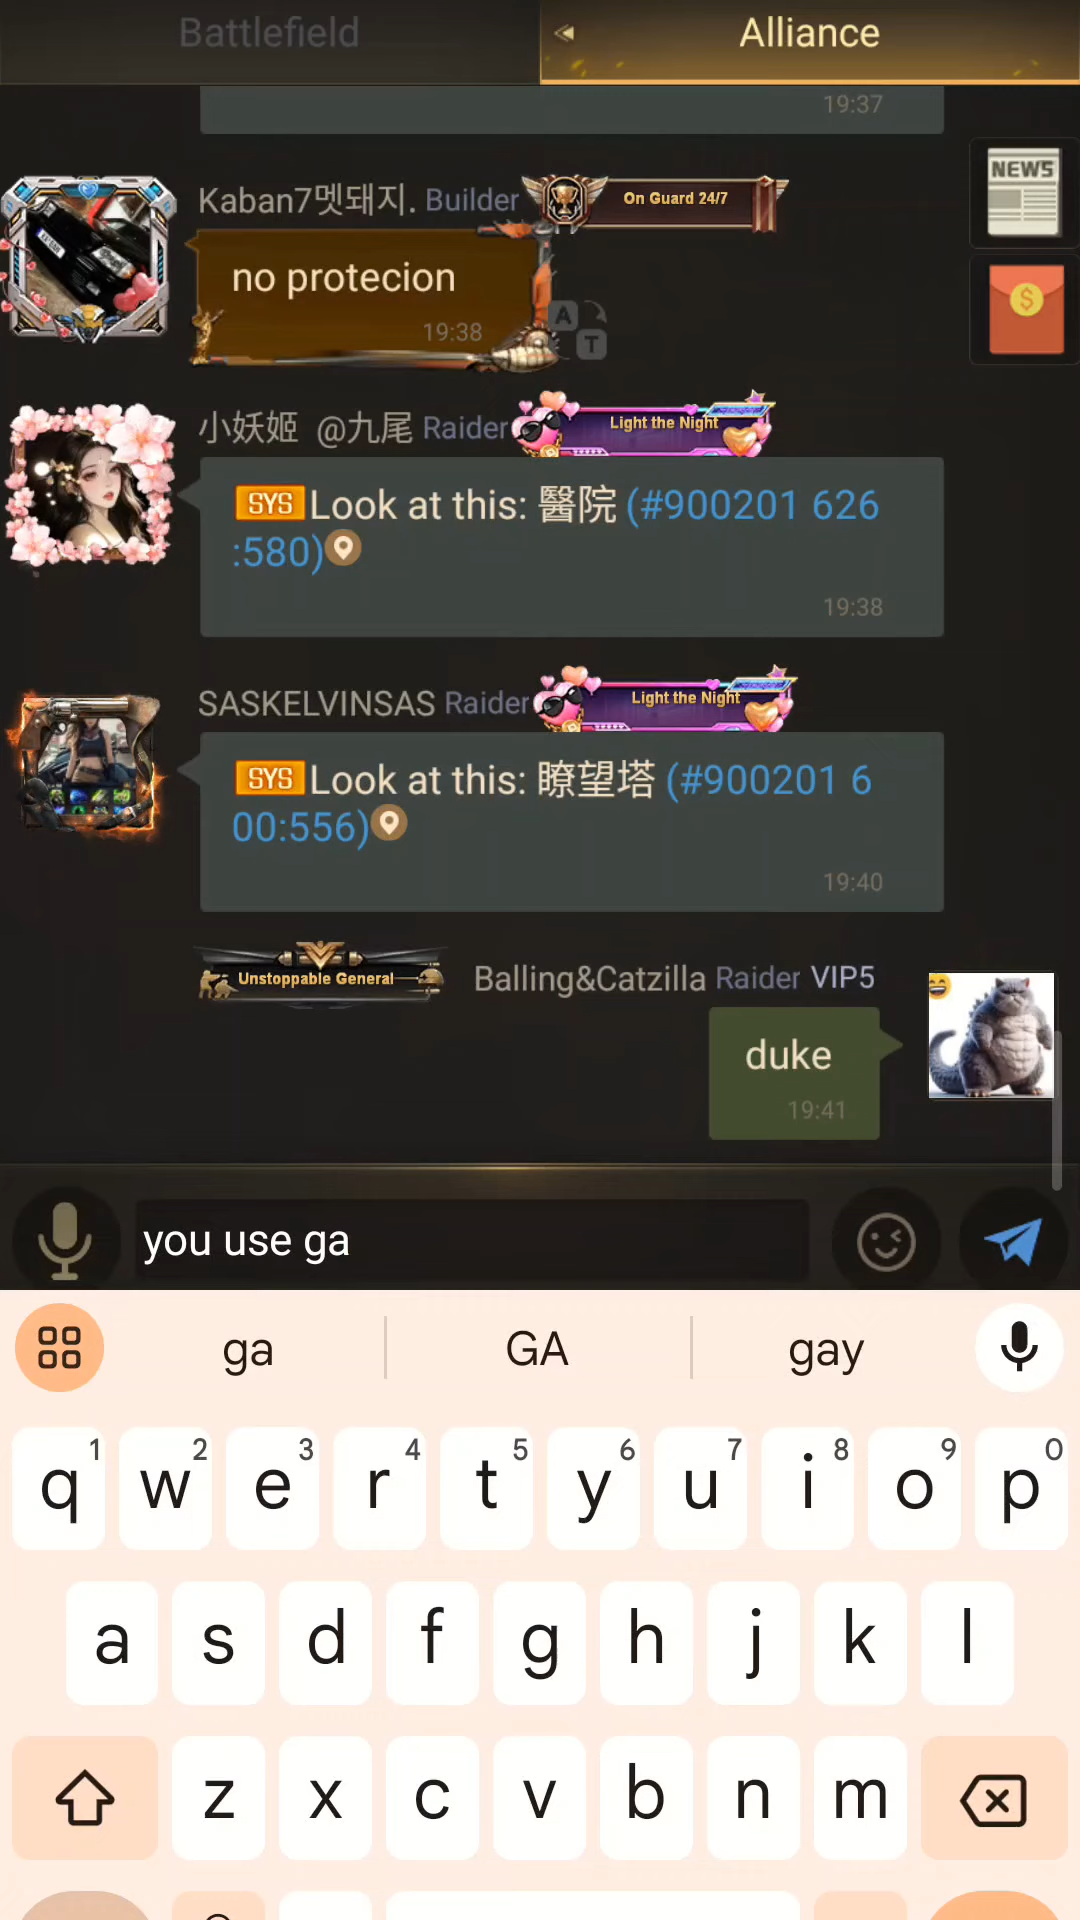 Battlefield
Alliance
19:37
NEWS
Kaban7멧돼지. Builder On Guard 24/7
no protecion
19:38
A
T
小妖姬 @九尾 Raider Light the Night
SYS Look at this: 醫院 (#900201 626
:580)
19:38
SASKELVINSAS Raider Light the Night
SYS Look at this: 瞭望塔 (#900201 6
00:556)
19:40
Unstoppable General Balling&Catzilla Raider VIP5
duke
19:41
you use ga
ga GA gay
1 2 3 4 5 6 7 8 9 0
q w e r t y u i o p
a s d f g h j k l
z x c v b n m